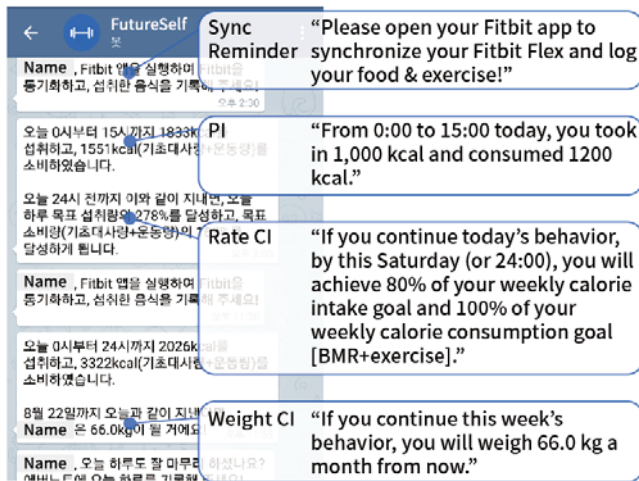 FutureSelf
봇
Name , Fitbit 앱을 실행하여 Fitbit을
동기화하고, 섭취한 음식을 기록해 주세요!
오후 2:30
오늘 0시부터 15시까지 1833k
섭취하고, 1551kcal(기초대사량+운동량)를
소비하였습니다.
오늘 24시 전까지 이와 같이 지내면, 오늘
하루 목표 섭취량의 278%를 달성하고, 목표
소비량(기초대사량+운동량)의
달성하게 됩니다.
Name , Fitbit 앱을 실행하여 Fitbit을
동기화하고, 섭취한 음식을 기록해 주세요!
오늘 0시부터 24시까지 2026kcal를
섭취하고, 3322kcal(기초대사량+운동량)를
소비하였습니다.
8월 22일까지 오늘과 같이 지낸
Name 은 66.0kg이 될 거예요!
Name , 오늘 하루도 잘 마무리 하셨나요?
에버노트에 오늘 하루를 기록해
Sync Reminder
“Please open your Fitbit app to
synchronize your Fitbit Flex and log
your food & exercise!”
PI
“From 0:00 to 15:00 today, you took
in 1,000 kcal and consumed 1200
kcal.”
Rate CI
“If you continue today’s behavior,
by this Saturday (or 24:00), you will
achieve 80% of your weekly calorie
intake goal and 100% of your
weekly calorie consumption goal
[BMR+exercise].”
Weight CI
“If you continue this week’s
behavior, you will weigh 66.0 kg a
month from now.”